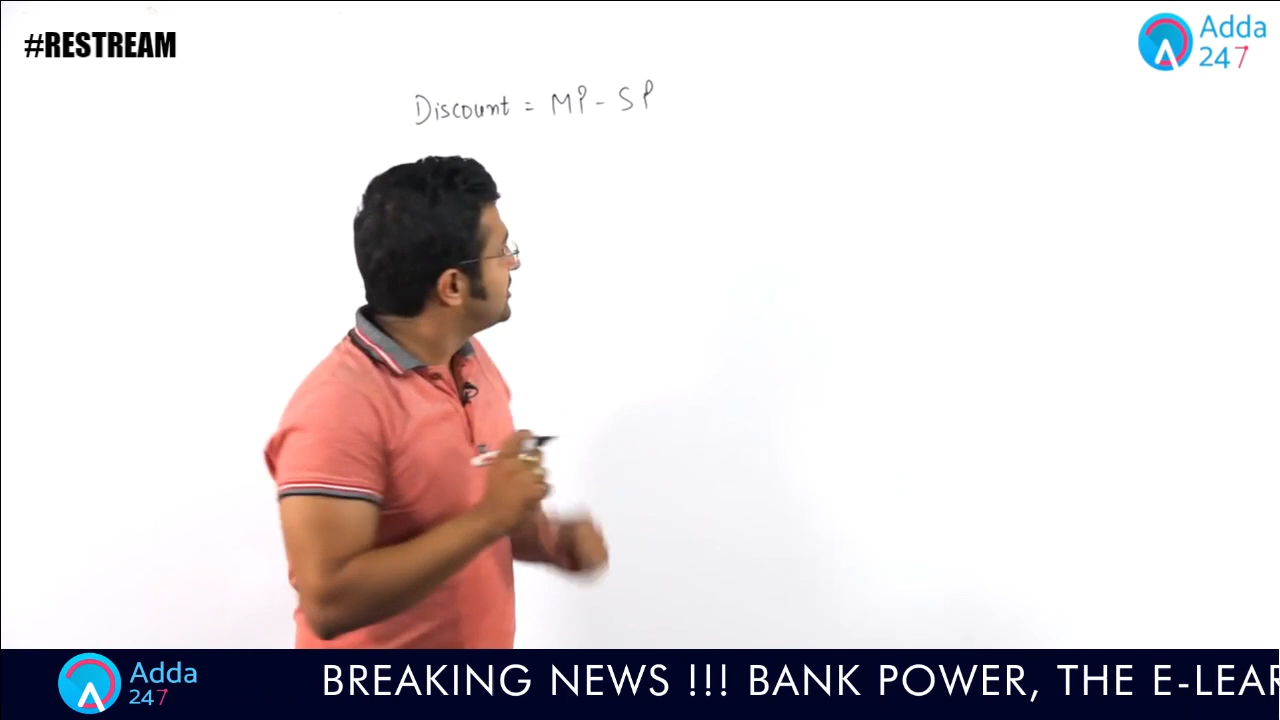 #RESTREAM
Adda
247
Discount = MP - SP
Adda
247
BREAKING NEWS !!! BANK POWER, THE E-LEAR